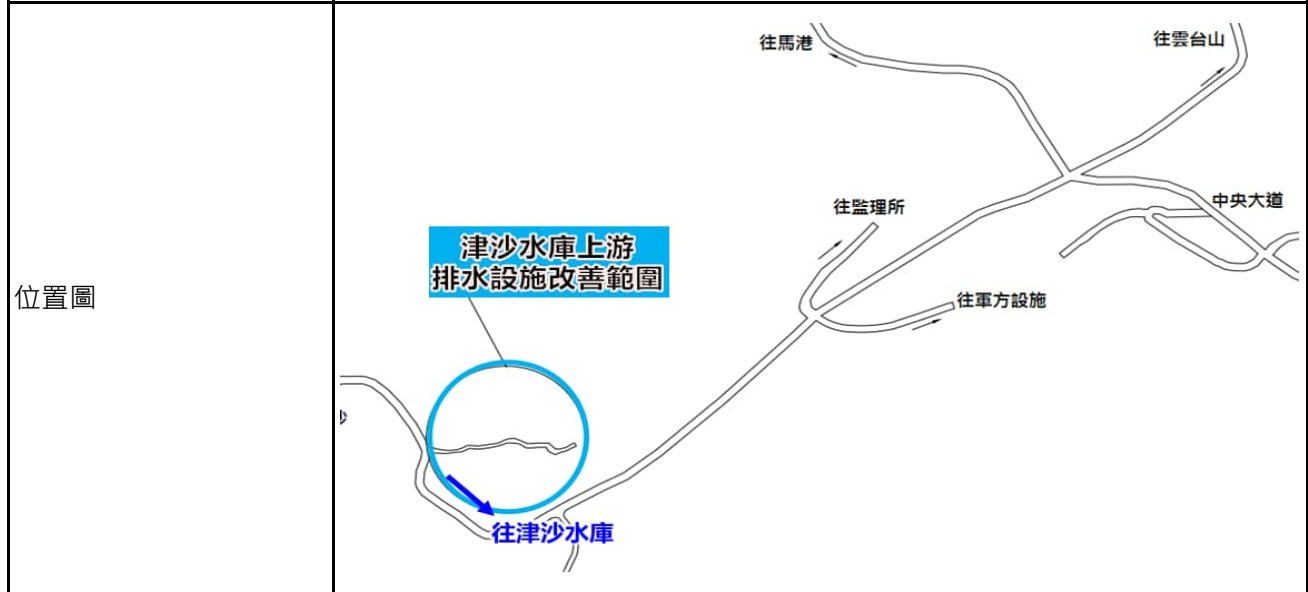 位置圖
往馬港
往雲台山
往監理所
中央大道
津沙水庫上游
排水設施改善範圍
往軍方設施
往津沙水庫